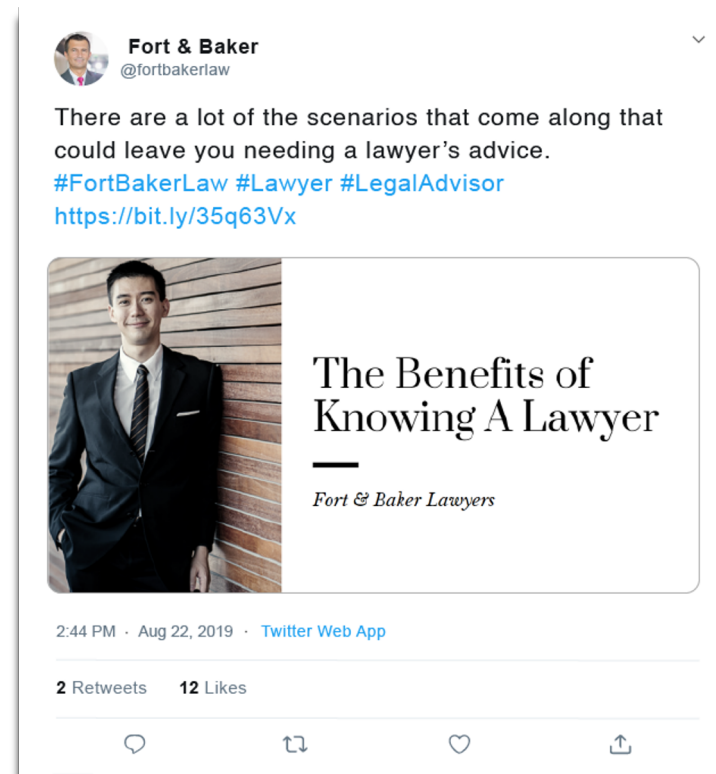 Fort & Baker
@fortbakerlaw
There are a lot of the scenarios that come along that
could leave you needing a lawyer’s advice.
#FortBakerLaw #Lawyer #LegalAdvisor
https://bit.ly/35q63Vx
The Benefits of
Knowing A Lawyer
Fort & Baker Lawyers
2:44 PM · Aug 22, 2019 · Twitter Web App
2 Retweets 12 Likes